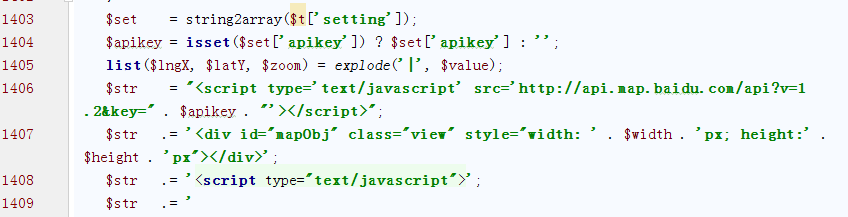 1403 $set = string2array($t['setting']);
1404 $apikey = isset($set['apikey']) ? $set['apikey'] : '';
1405 list($lngX, $latY, $zoom) = explode('|', $value);
1406 $str = "<script type='text/javascript' src='http://api.map.baidu.com/api?v=1
.2&key=" . $apikey . "'></script>";
1407 $str .= '<div id="mapObj" class="view" style="width: ' . $width . 'px; height:' .
$height . 'px"></div>';
1408 $str .= '<script type="text/javascript">';
1409 $str .= '